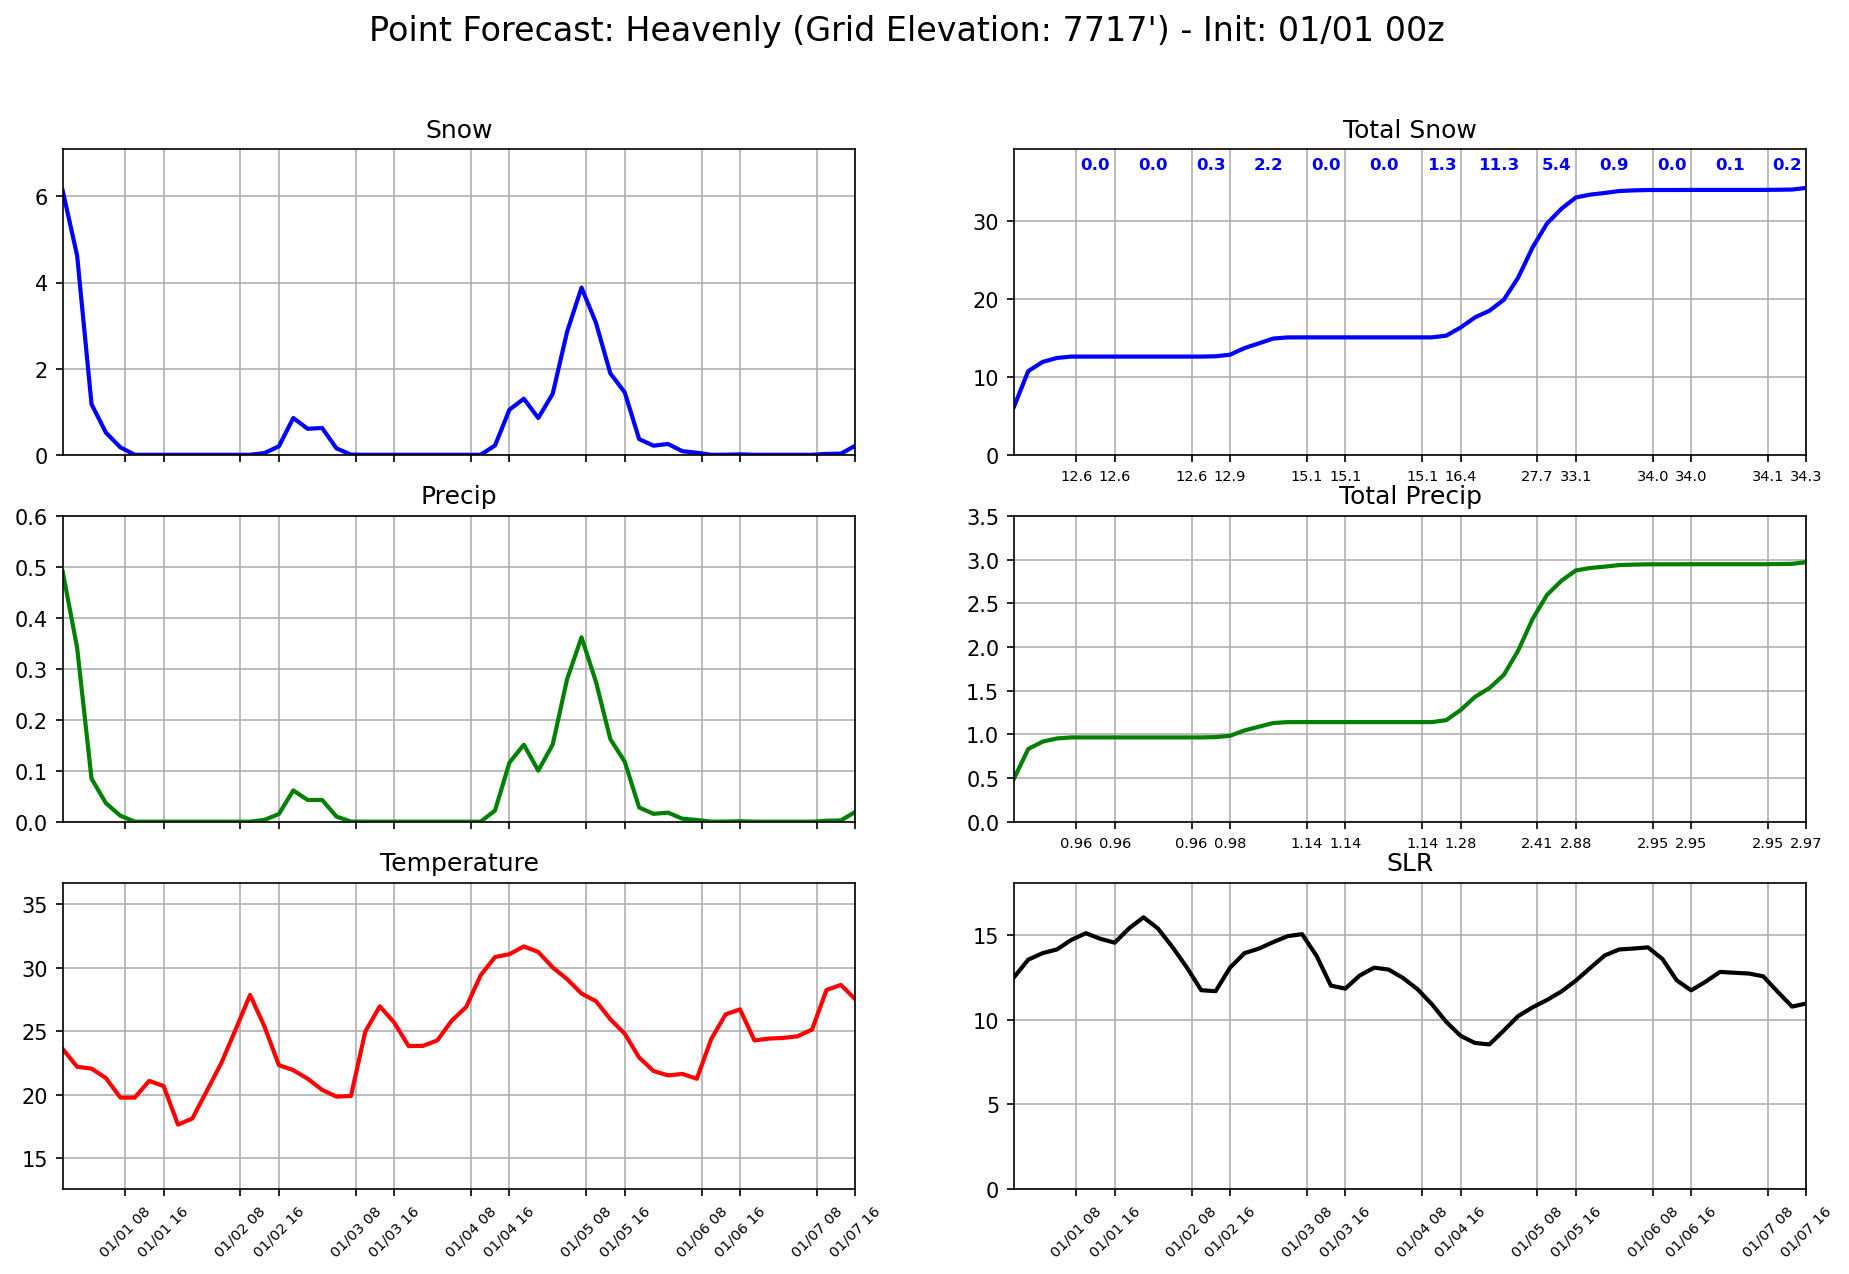 Point Forecast: Heavenly (Grid Elevation: 7717') - Init: 01/01 00z
Snow
6
4
2
0
Total Snow
0.0 0.0 0.3 2.2 0.0 0.0 1.3 11.3 5.4 0.9 0.0 0.1 0.2
30
20
10
0
12.6 12.6 12.6 12.9 15.1 15.1 15.1 16.4 27.7 33.1 34.0 34.0 34.1 34.3
Precip
0.6
0.5
0.4
0.3
0.2
0.1
0.0
Total Precip
3.5
3.0
2.5
2.0
1.5
1.0
0.5
0.0
0.96 0.96 0.96 0.98 1.14 1.14 1.14 1.28 2.41 2.88 2.95 2.95 2.95 2.97
Temperature
35
30
25
20
15
01/01 08 01/01 16 01/02 08 01/02 16 01/03 08 01/03 16 01/04 08 01/04 16 01/05 08 01/05 16 01/06 08 01/06 16 01/07 08 01/07 16
SLR
15
10
5
0
01/01 08 01/01 16 01/02 08 01/02 16 01/03 08 01/03 16 01/04 08 01/04 16 01/05 08 01/05 16 01/06 08 01/06 16 01/07 08 01/07 16